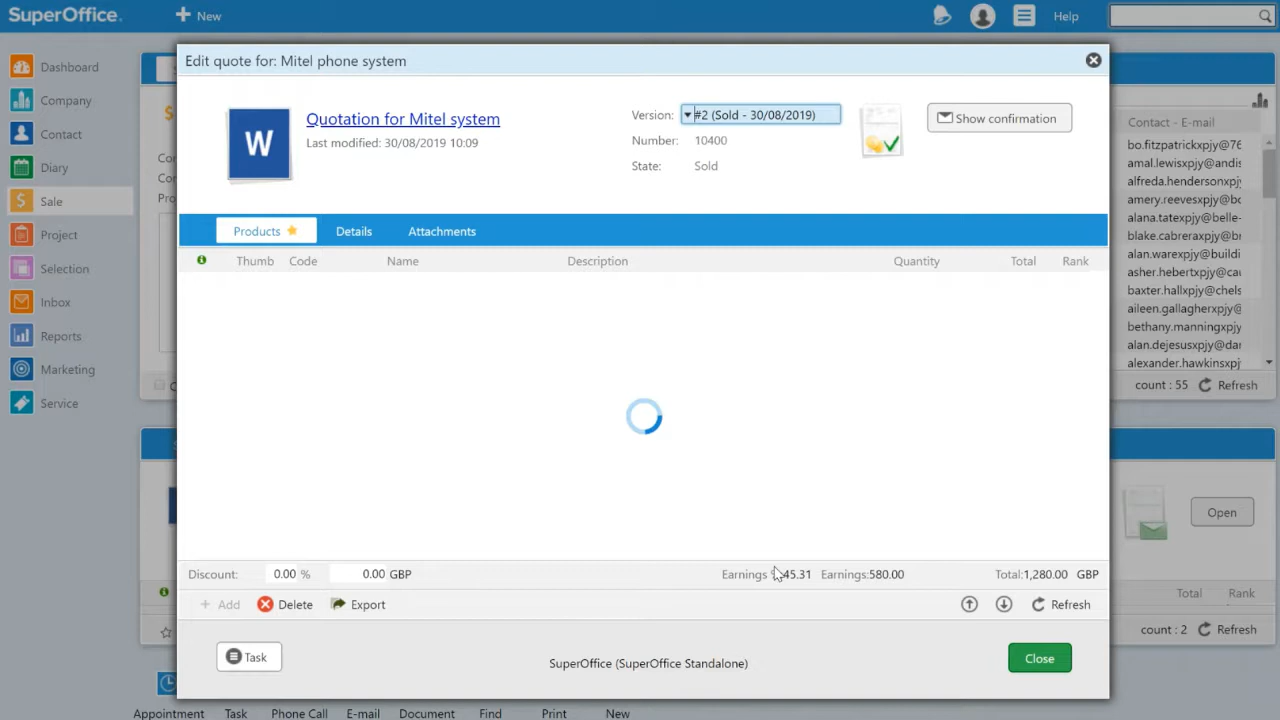 SuperOffice.
New
Help
Edit quote for: Mitel phone system
Dashboard
Company
Contact
Diary
Sale
Project
Selection
Inbox
Reports
Marketing
Service
W
Quotation for Mitel system
Last modified: 30/08/2019 10:09
Version: #2 (Sold - 30/08/2019)
Number: 10400
State: Sold
Show confirmation
Products Details Attachments
Thumb Code Name Description Quantity Total Rank
Discount: 0.00 % 0.00 GBP Earnings 45.31 Earnings:580.00 Total:1,280.00 GBP
Add Delete Export Refresh
Task
SuperOffice (SuperOffice Standalone)
Close
Contact - E-mail
bo.fitzpatrickxpjy@76
amal.lewisxpjy@andis
alfreda.hendersonxpjy
amery.reevesxpjy@bc
alana.tatexpjy@belle-
blake.cabreraxpjy@bc
alan.warexpjy@buildi
asher.hebertxpjy@cau
baxter.hallxpjy@chels
aileen.gallagherxpjy@
bethany.manningxpjy
alan.dejesusxpjy@dar
alexander.hawkinsxpj
count : 55 Refresh
Open
Total Rank
count : 2 Refresh
Appointment Task Phone Call E-mail Document Find Print New